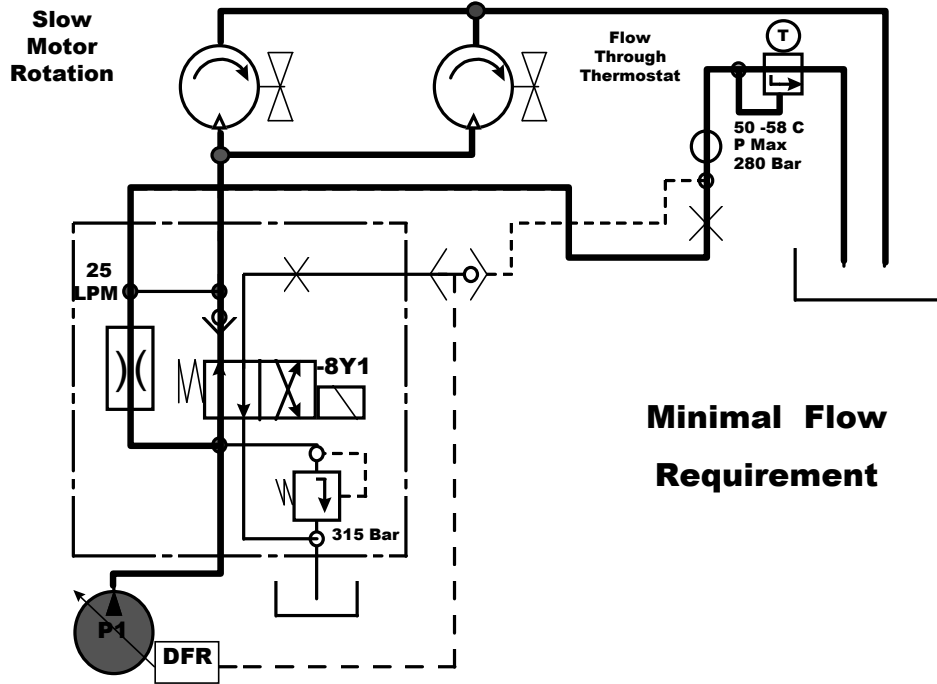 Slow
Motor
Rotation
Flow
Through
Thermostat
T
50 -58 C
P Max
280 Bar
25
LPM
-8Y1
Minimal Flow
Requirement
315 Bar
P1
DFR